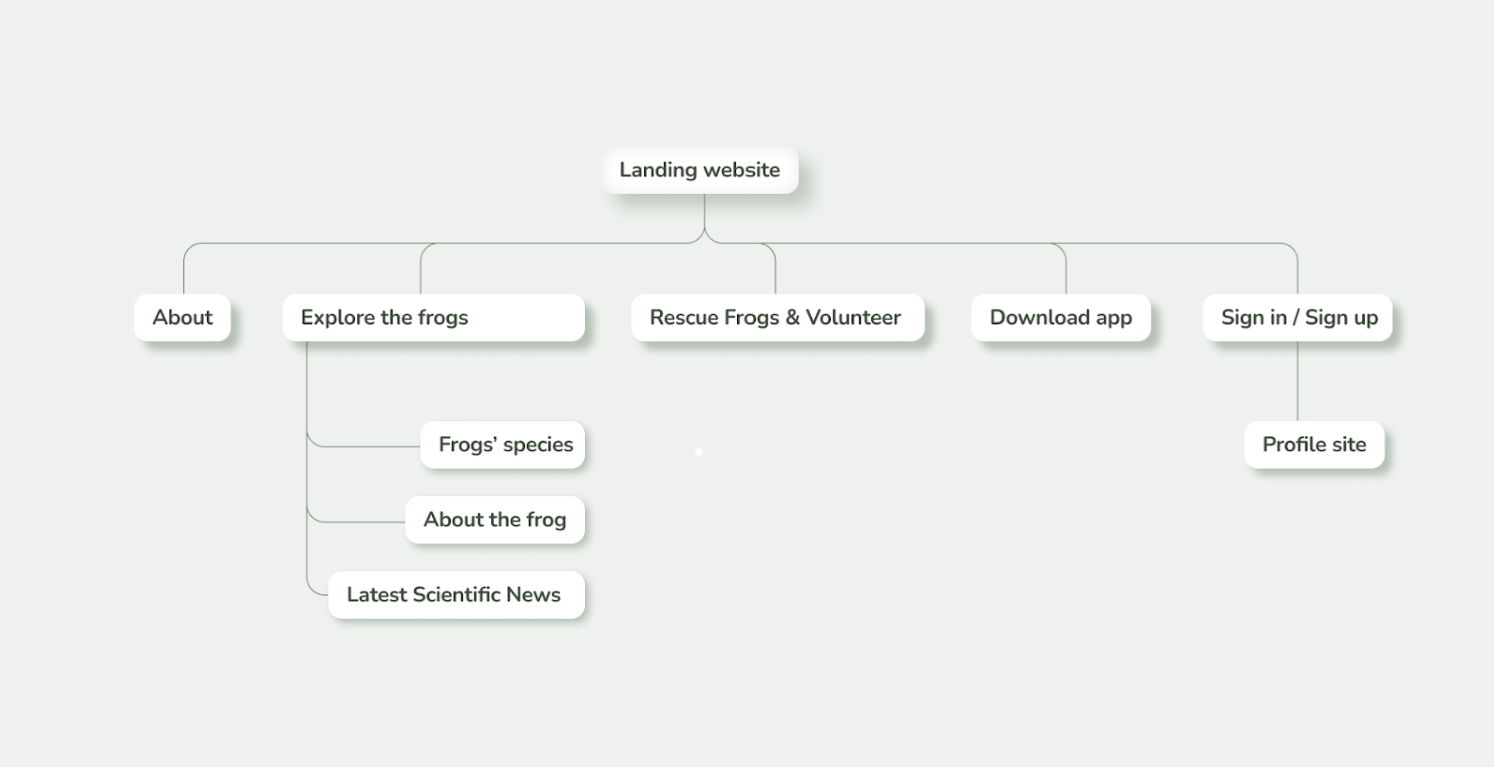 Landing website
About
Explore the frogs
Rescue Frogs & Volunteer
Download app
Sign in / Sign up
Frogs’ species
Profile site
About the frog
Latest Scientific News